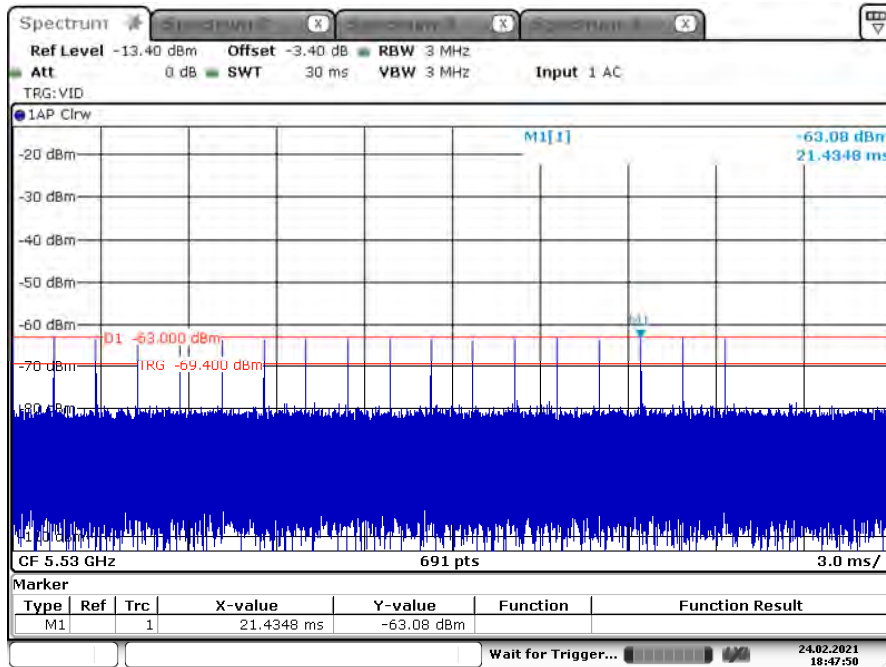 Spectrum
Ref Level -13.40 dBm Offset -3.40 dB RBW 3 MHz
Att 0 dB SWT 30 ms VBW 3 MHz Input 1 AC
TRG:VID
1AP Clrw
M1[1] -63.08 dBm
21.4348 ms
-20 dBm
-30 dBm
-40 dBm
-50 dBm
-60 dBm
M1
D1 -63.000 dBm
-70 dBm
TRG -69.400 dBm
-80 dBm
CF 5.53 GHz 691 pts 3.0 ms/
Marker
Type Ref Trc X-value Y-value Function Function Result
M1 1 21.4348 ms -63.08 dBm
Wait for Trigger... 24.02.2021
18:47:50